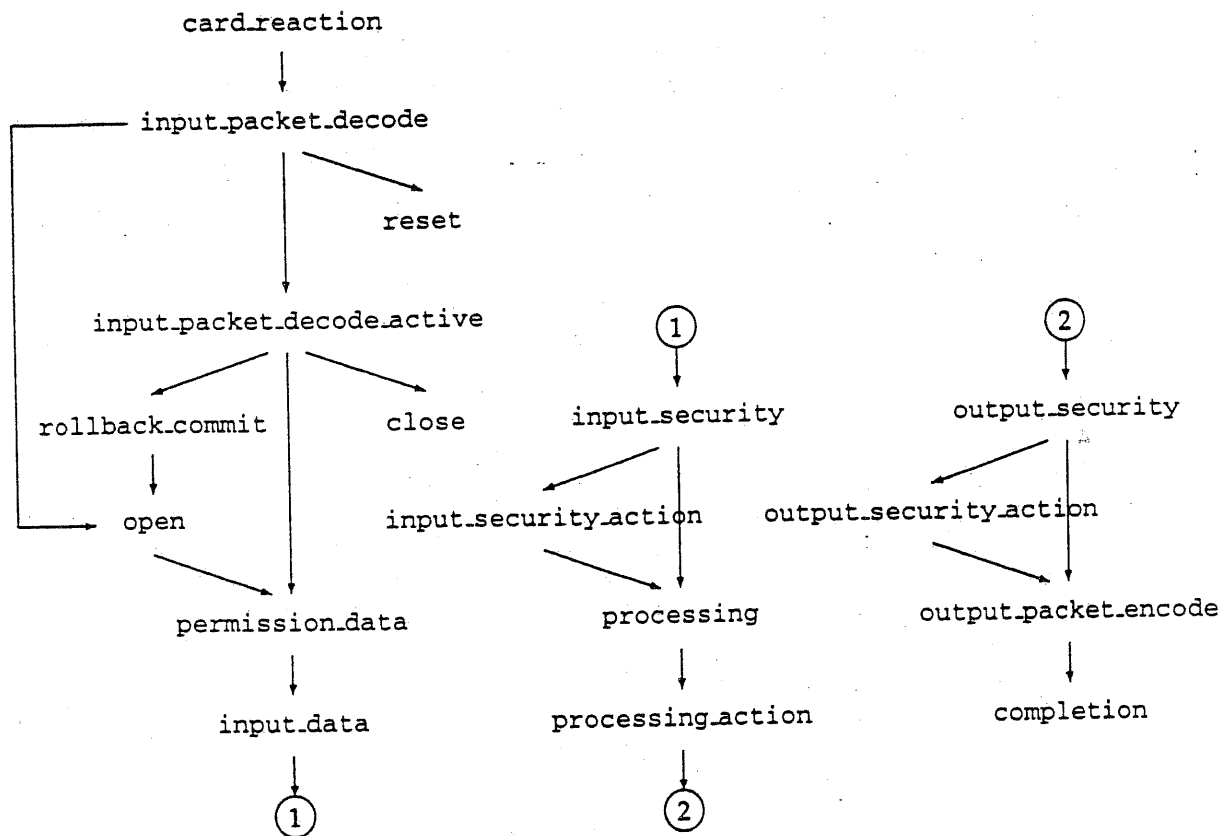 card_reaction
input_packet_decode
reset
input_packet_decode_active
rollback_commit
close
open
permission_data
input_data
1
1
input_security
input_security_action
processing
processing_action
2
2
output_security
output_security_action
output_packet_encode
completion